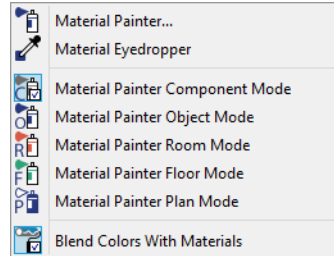 Material Painter...
Material Eyedropper
C Material Painter Component Mode
O Material Painter Object Mode
R Material Painter Room Mode
F Material Painter Floor Mode
P Material Painter Plan Mode
Blend Colors With Materials